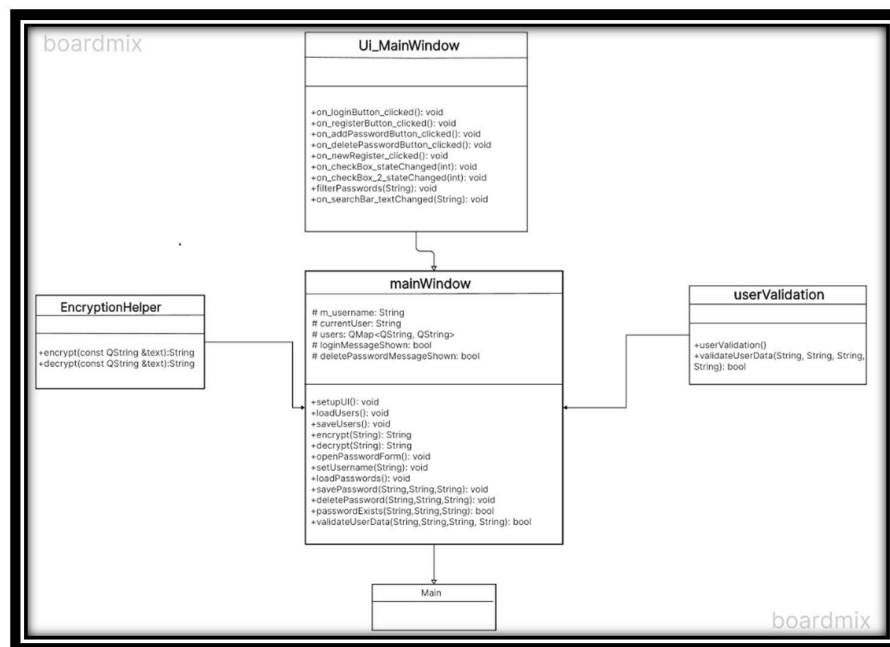 boardmix
Ui_MainWindow
+on_loginButton_clicked(): void
+on_registerButton_clicked(): void
+on_addPasswordButton_clicked(): void
+on_deletePasswordButton_clicked(): void
+on_newRegister_clicked(): void
+on_checkBox_stateChanged(int): void
+on_checkBox_2_stateChanged(int): void
+filterPasswords(String): void
+on_searchBar_textChanged(String): void
EncryptionHelper
+encrypt(const QString &text):String
+decrypt(const QString &text):String
mainWindow
# m_username: String
# currentUser: String
# users: QMap<QString, QString>
# loginMessageShown: bool
# deletePasswordMessageShown: bool
+setupUI(): void
+loadUsers(): void
+saveUsers(): void
+encrypt(String): String
+decrypt(String): String
+openPasswordForm(): void
+setUsername(String): void
+loadPasswords(): void
+savePassword(String,String,String): void
+deletePassword(String,String,String): void
+passwordExists(String,String,String): bool
+validateUserData(String,String,String, String): bool
userValidation
+userValidation()
+validateUserData(String, String, String,
String): bool
Main
boardmix